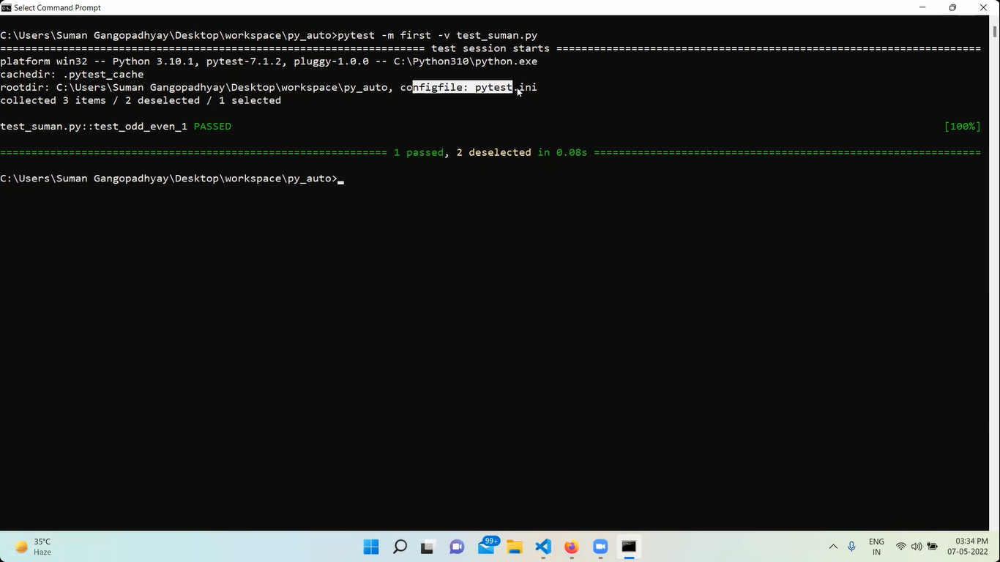 Select Command Prompt
C:\Users\Suman Gangopadhyay\Desktop\workspace\py_auto>pytest -m first -v test_suman.py
==================================================================== test session starts ====================================================================
platform win32 -- Python 3.10.1, pytest-7.1.2, pluggy-1.0.0 -- C:\Python310\python.exe
cachedir: .pytest_cache
rootdir: C:\Users\Suman Gangopadhyay\Desktop\workspace\py_auto, configfile: pytest.ini
collected 3 items / 2 deselected / 1 selected
test_suman.py::test_odd_even_1 PASSED [100%]
============================================================== 1 passed, 2 deselected in 0.08s ==============================================================
C:\Users\Suman Gangopadhyay\Desktop\workspace\py_auto>
35°C
Haze
99+
ENG
IN
03:34 PM
07-05-2022